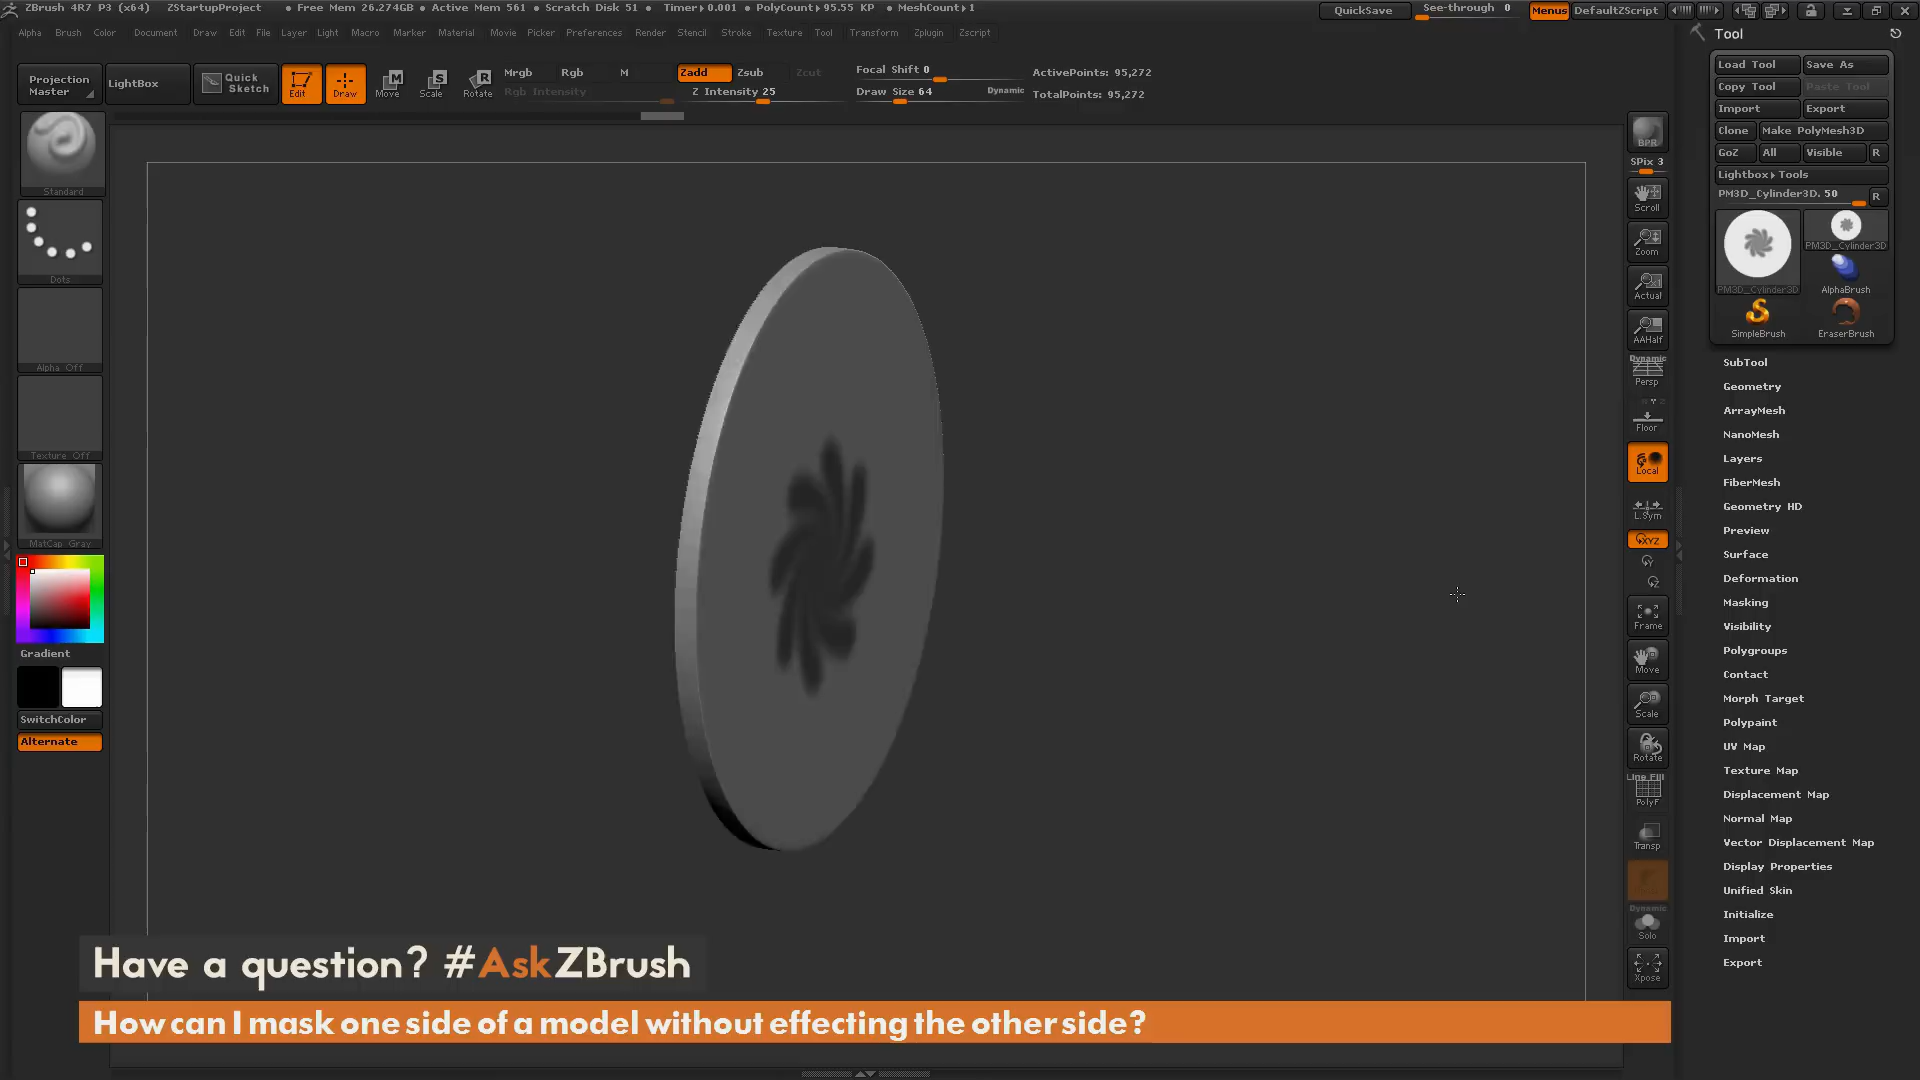 ZBrush 4R7 P3 (x64) ZStartupProject • Free Mem 26.274GB • Active Mem 561 • Scratch Disk 51 • Timer▸0.001 • PolyCount▸95.55 KP • MeshCount▸1 QuickSave See-through 0 Menus DefaultZScript
Alpha Brush Color Document Draw Edit File Layer Light Macro Marker Material Movie Picker Preferences Render Stencil Stroke Texture Tool Transform Zplugin Zscript
Projection Master
LightBox
Quick Sketch
Edit
Draw
Move
Scale
Rotate
Mrgb Rgb M
Rgb Intensity
Zadd Zsub Zcut
Z Intensity 25
Focal Shift 0
Draw Size 64 Dynamic
ActivePoints: 95,272
TotalPoints: 95,272
Standard
Dots
Alpha Off
Texture Off
MatCap Gray
Gradient
SwitchColor
Alternate
BPR
SPix 3
Scroll
Zoom
Actual
AAHalf
Dynamic
Persp
Floor
Local
L.Sym
XYZ
Y
Z
Frame
Move
Scale
Rotate
Line Fill
PolyF
Transp
Dynamic
Solo
Xpose
Tool
Load Tool Save As
Copy Tool Paste Tool
Import Export
Clone Make PolyMesh3D
GoZ All Visible R
Lightbox▸Tools
PM3D_Cylinder3D. 50 R
PM3D_Cylinder3D
PM3D_Cylinder3D
AlphaBrush
SimpleBrush
EraserBrush
SubTool
Geometry
ArrayMesh
NanoMesh
Layers
FiberMesh
Geometry HD
Preview
Surface
Deformation
Masking
Visibility
Polygroups
Contact
Morph Target
Polypaint
UV Map
Texture Map
Displacement Map
Normal Map
Vector Displacement Map
Display Properties
Unified Skin
Initialize
Import
Export
Have a question? #AskZBrush
How can I mask one side of a model without effecting the other side?